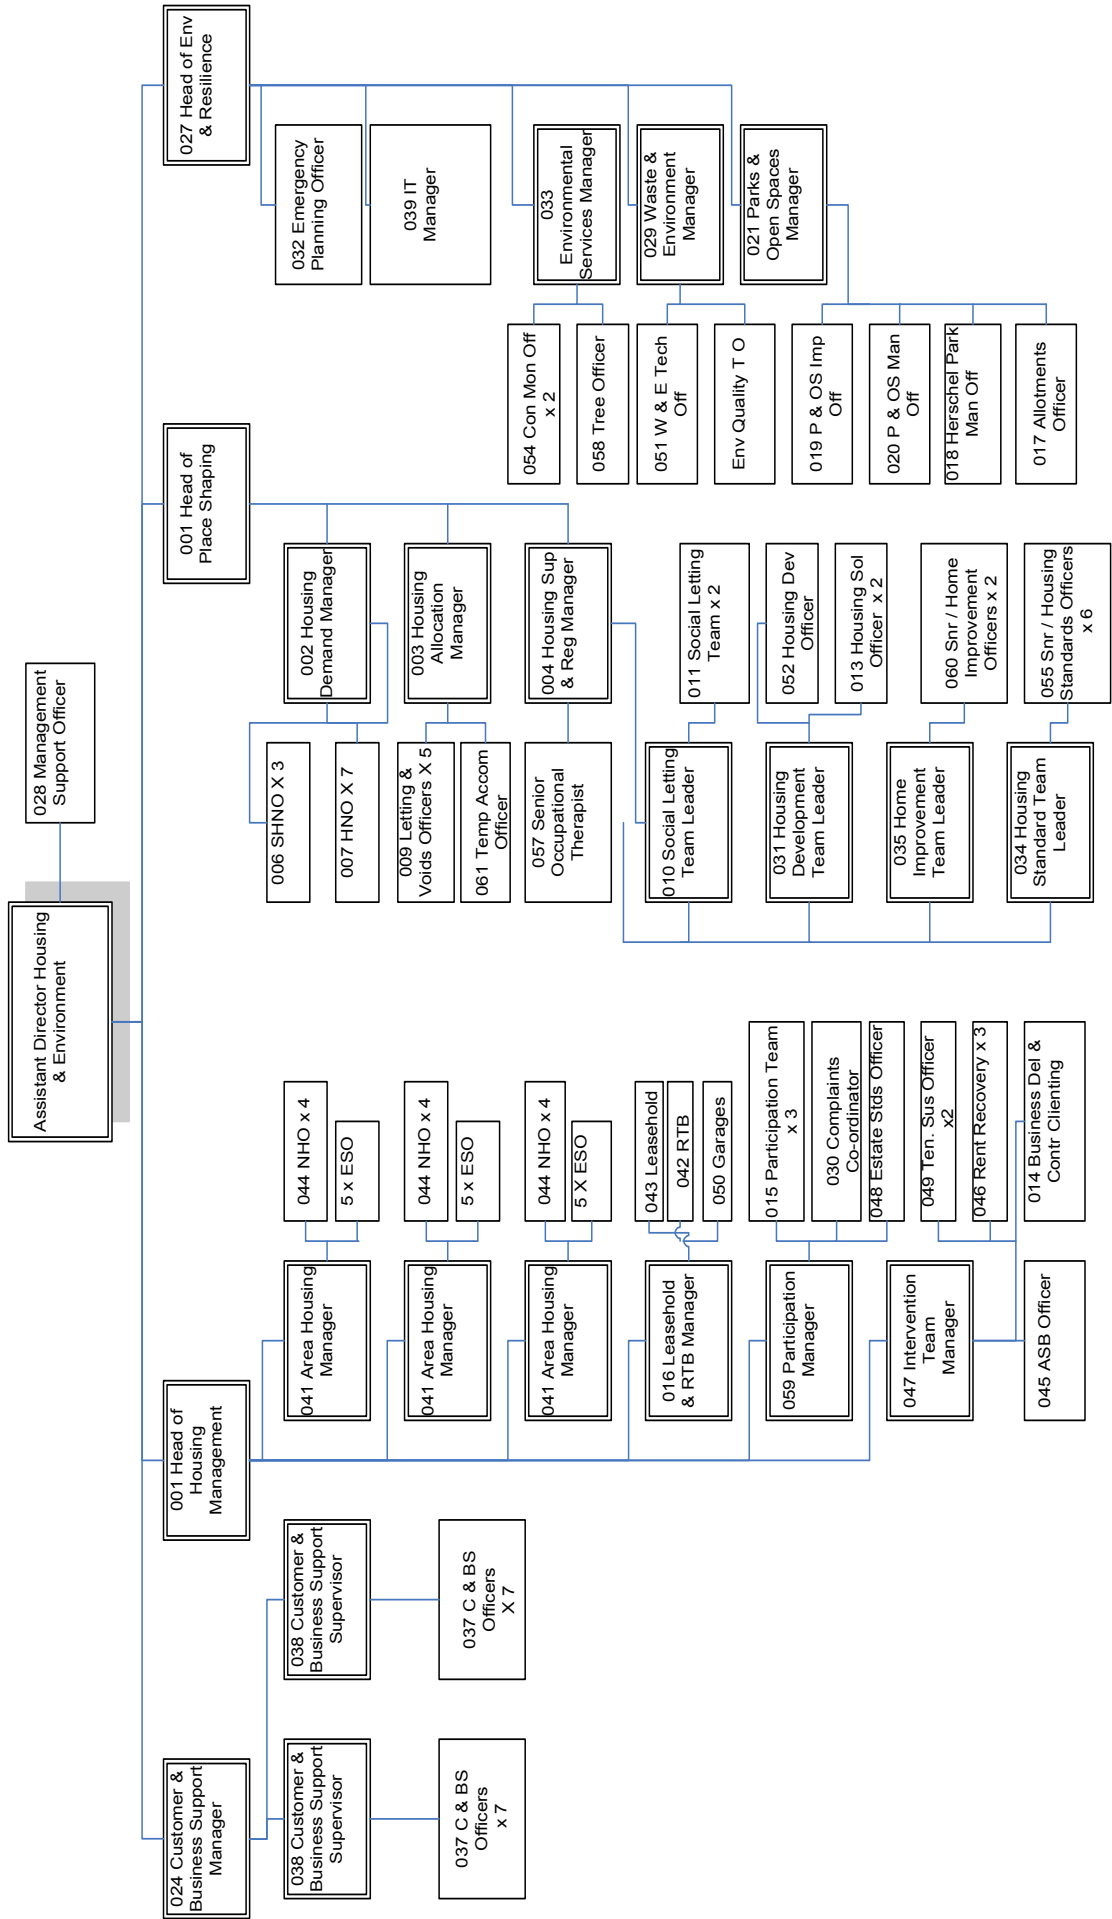 Assistant Director Housing
& Environment
028 Management
Support Officer
024 Customer &
Business Support
Manager
038 Customer &
Business Support
Supervisor
037 C & BS
Officers
x 7
038 Customer &
Business Support
Supervisor
037 C & BS
Officers
X 7
001 Head of
Housing
Management
041 Area Housing
Manager
044 NHO x 4
5 x ESO
041 Area Housing
Manager
044 NHO x 4
5 x ESO
041 Area Housing
Manager
044 NHO x 4
5 X ESO
016 Leasehold
& RTB Manager
043 Leasehold
042 RTB
050 Garages
059 Participation
Manager
015 Participation Team
x 3
030 Complaints
Co-ordinator
048 Estate Stds Officer
047 Intervention
Team
Manager
049 Ten. Sus Officer
x2
046 Rent Recovery x 3
014 Business Del &
Contr Clienting
045 ASB Officer
001 Head of
Place Shaping
002 Housing
Demand Manager
006 SHNO X 3
007 HNO X 7
003 Housing
Allocation
Manager
009 Letting &
Voids Officers X 5
061 Temp Accom
Officer
004 Housing Sup
& Reg Manager
057 Senior
Occupational
Therapist
010 Social Letting
Team Leader
011 Social Letting
Team x 2
031 Housing
Development
Team Leader
052 Housing Dev
Officer
013 Housing Sol
Officer x 2
035 Home
Improvement
Team Leader
060 Snr / Home
Improvement
Officers x 2
034 Housing
Standard Team
Leader
055 Snr / Housing
Standards Officers
x 6
027 Head of Env
& Resilience
032 Emergency
Planning Officer
039 IT
Manager
033
Environmental
Services Manager
054 Con Mon Off
x 2
058 Tree Officer
029 Waste &
Environment
Manager
051 W & E Tech
Off
Env Quality T O
021 Parks &
Open Spaces
Manager
019 P & OS Imp
Off
020 P & OS Man
Off
018 Herschel Park
Man Off
017 Allotments
Officer